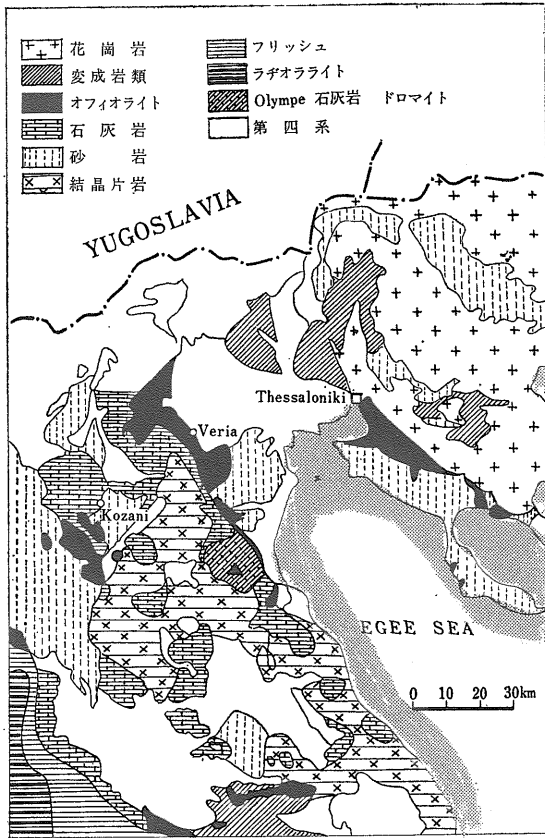 花崗岩
変成岩類
オフィオライト
石灰岩
砂岩
結晶片岩
フリッシュ
ラヂオラライト
Olympe 石灰岩 ドロマイト
第四系
YUGOSLAVIA
Thessaloniki
Veria
Kozani
EGEE SEA
0 10 20 30km